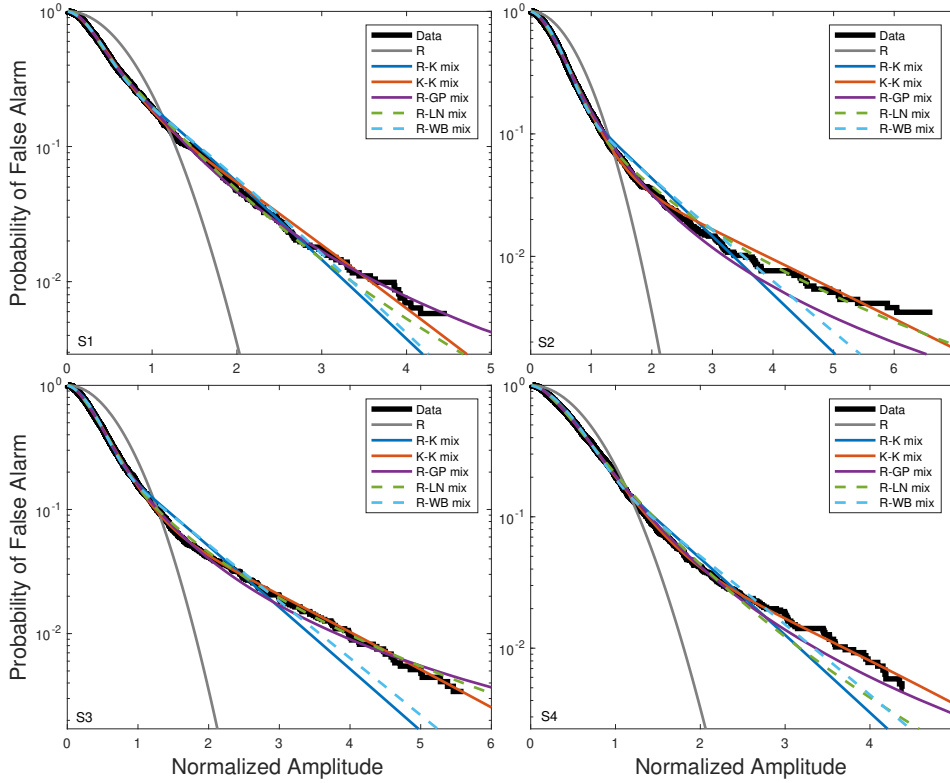 10^0
10^-1
10^-2
Probability of False Alarm
Data
R
R-K mix
K-K mix
R-GP mix
R-LN mix
R-WB mix
S1
0 1 2 3 4 5
10^0
10^-1
10^-2
Data
R
R-K mix
K-K mix
R-GP mix
R-LN mix
R-WB mix
S2
0 1 2 3 4 5 6
10^0
10^-1
10^-2
Probability of False Alarm
Data
R
R-K mix
K-K mix
R-GP mix
R-LN mix
R-WB mix
S3
0 1 2 3 4 5 6
Normalized Amplitude
10^0
10^-1
10^-2
Data
R
R-K mix
K-K mix
R-GP mix
R-LN mix
R-WB mix
S4
0 1 2 3 4
Normalized Amplitude